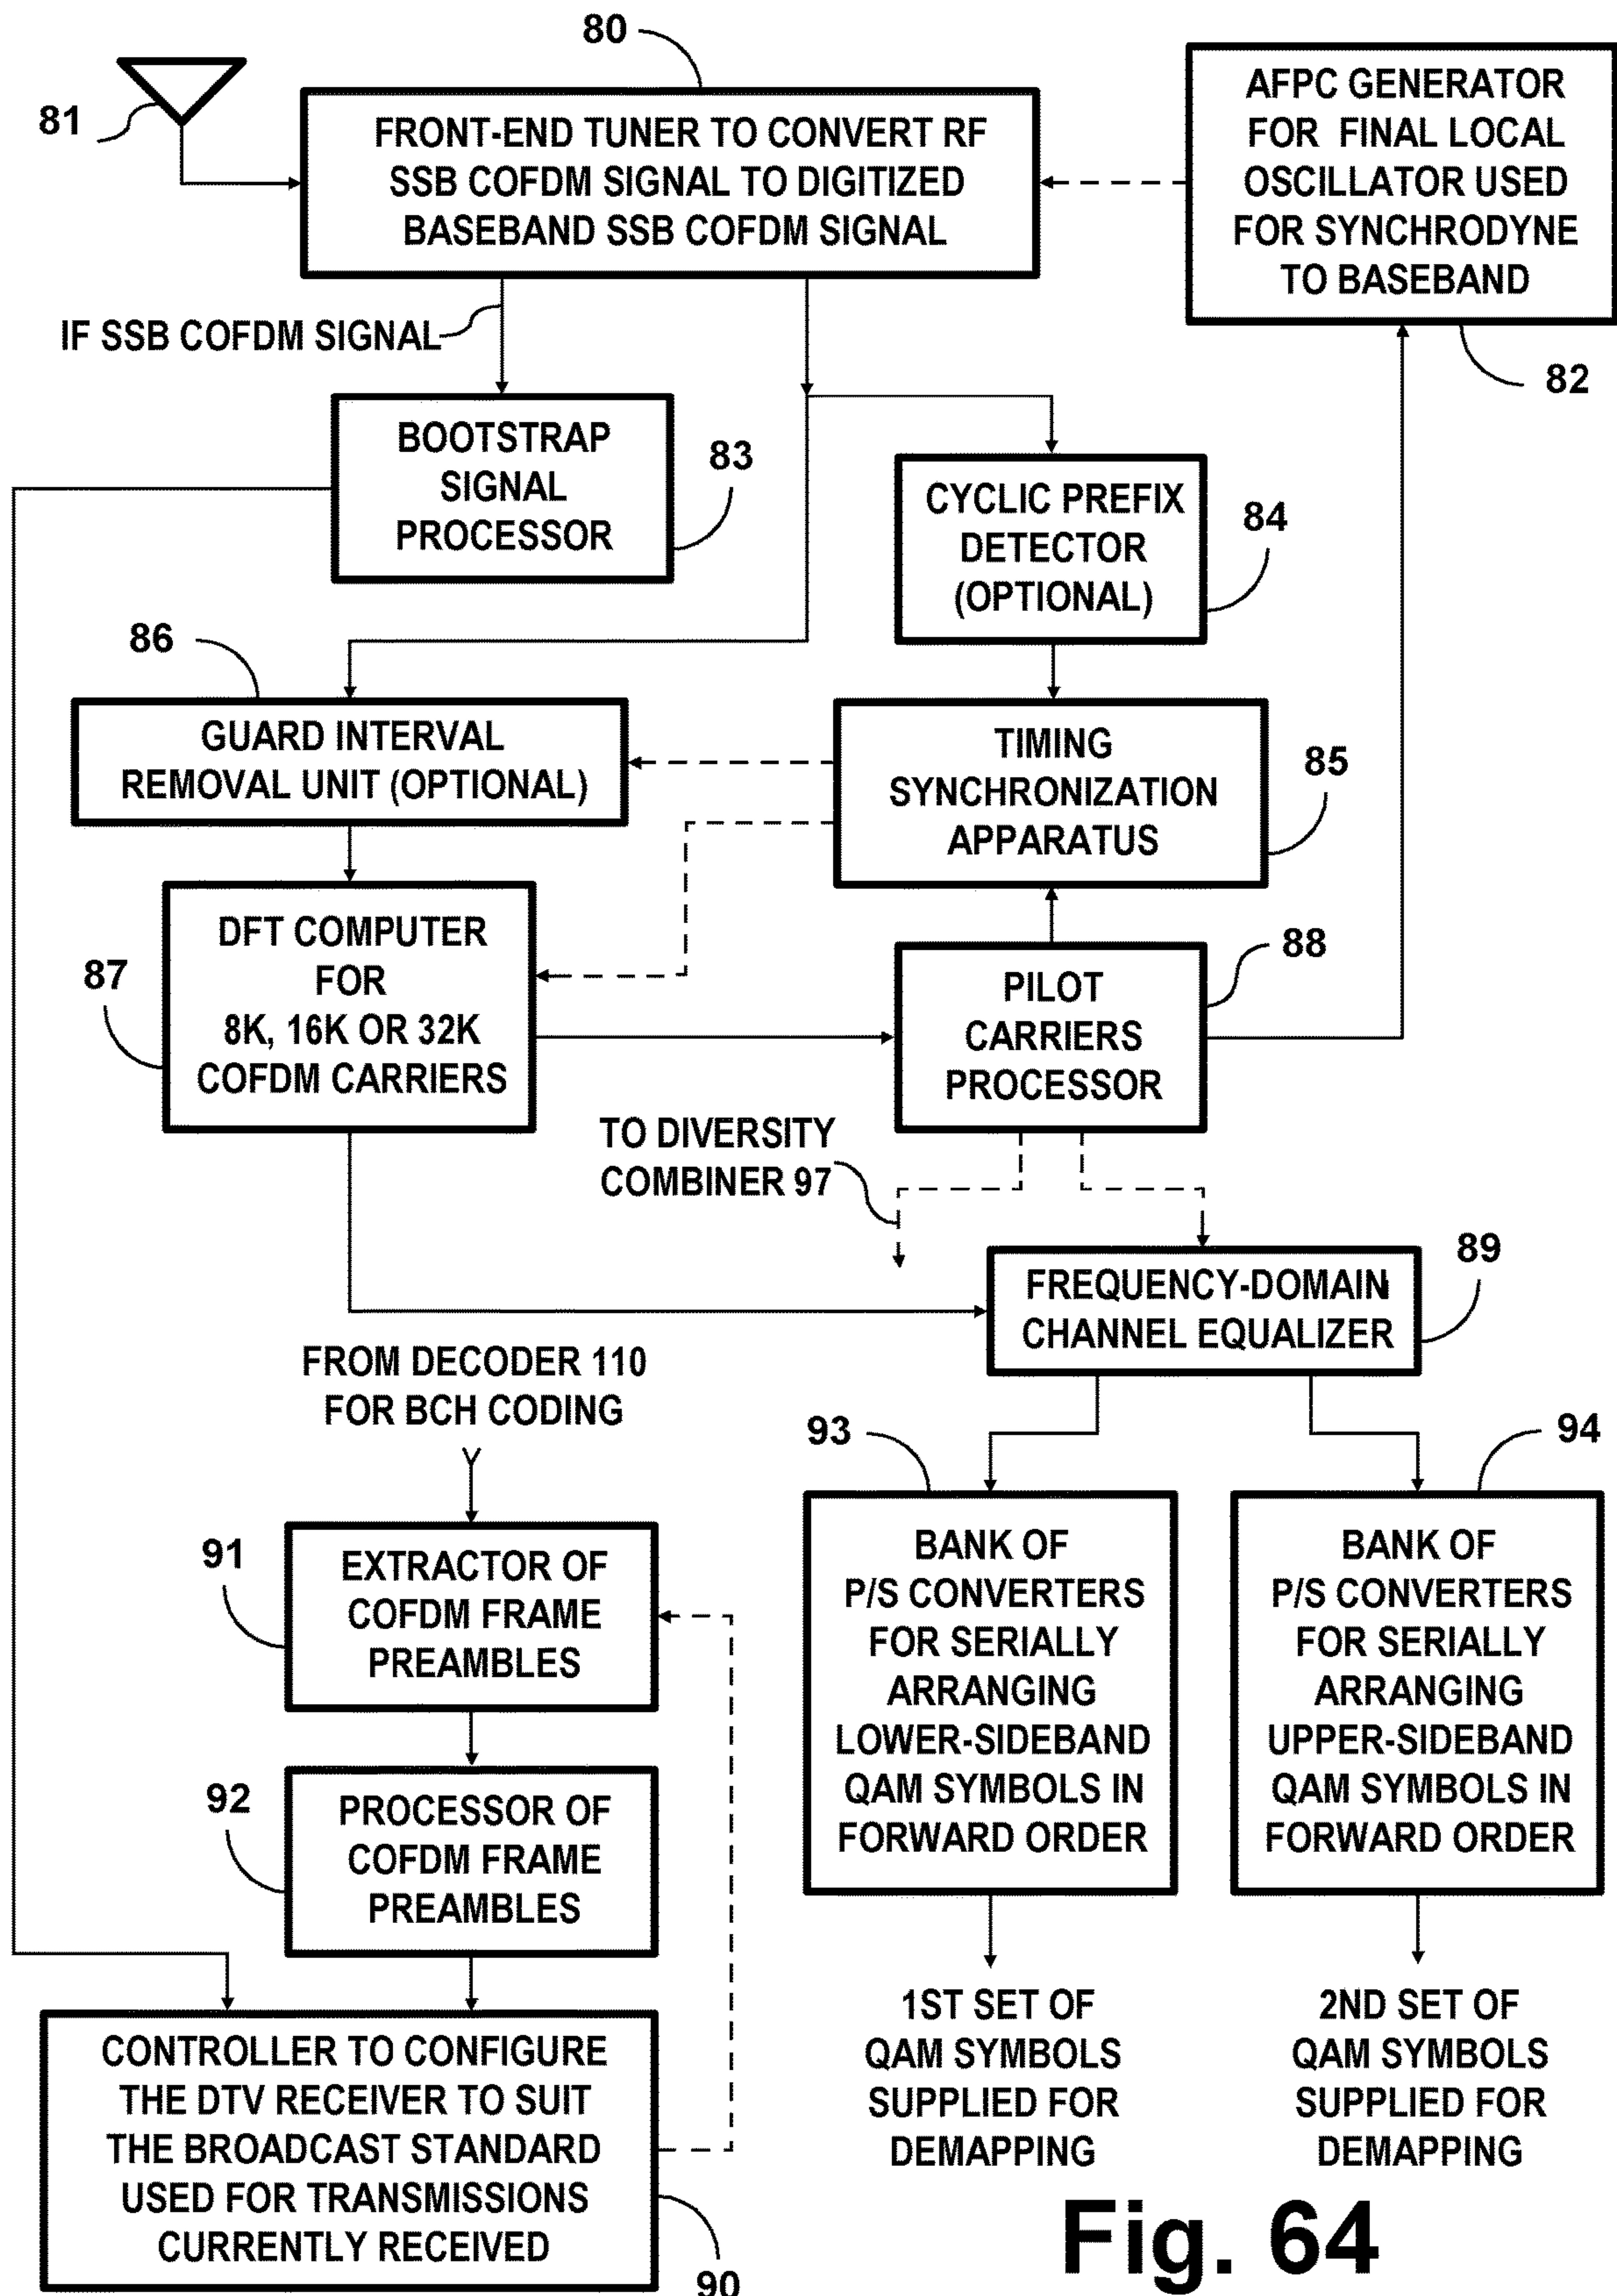 80
81
FRONT-END TUNER TO CONVERT RF
SSB COFDM SIGNAL TO DIGITIZED
BASEBAND SSB COFDM SIGNAL
AFPC GENERATOR
FOR FINAL LOCAL
OSCILLATOR USED
FOR SYNCHRODYNE
TO BASEBAND
82
IF SSB COFDM SIGNAL
BOOTSTRAP
SIGNAL
PROCESSOR
83
CYCLIC PREFIX
DETECTOR
(OPTIONAL)
84
86
GUARD INTERVAL
REMOVAL UNIT (OPTIONAL)
TIMING
SYNCHRONIZATION
APPARATUS
85
87
DFT COMPUTER
FOR
8K, 16K OR 32K
COFDM CARRIERS
PILOT
CARRIERS
PROCESSOR
88
TO DIVERSITY
COMBINER 97
FREQUENCY-DOMAIN
CHANNEL EQUALIZER
89
FROM DECODER 110
FOR BCH CODING
91
EXTRACTOR OF
COFDM FRAME
PREAMBLES
92
PROCESSOR OF
COFDM FRAME
PREAMBLES
CONTROLLER TO CONFIGURE
THE DTV RECEIVER TO SUIT
THE BROADCAST STANDARD
USED FOR TRANSMISSIONS
CURRENTLY RECEIVED
90
93
BANK OF
P/S CONVERTERS
FOR SERIALLY
ARRANGING
LOWER-SIDEBAND
QAM SYMBOLS IN
FORWARD ORDER
1ST SET OF
QAM SYMBOLS
SUPPLIED FOR
DEMAPPING
94
BANK OF
P/S CONVERTERS
FOR SERIALLY
ARRANGING
UPPER-SIDEBAND
QAM SYMBOLS IN
FORWARD ORDER
2ND SET OF
QAM SYMBOLS
SUPPLIED FOR
DEMAPPING
Fig. 64